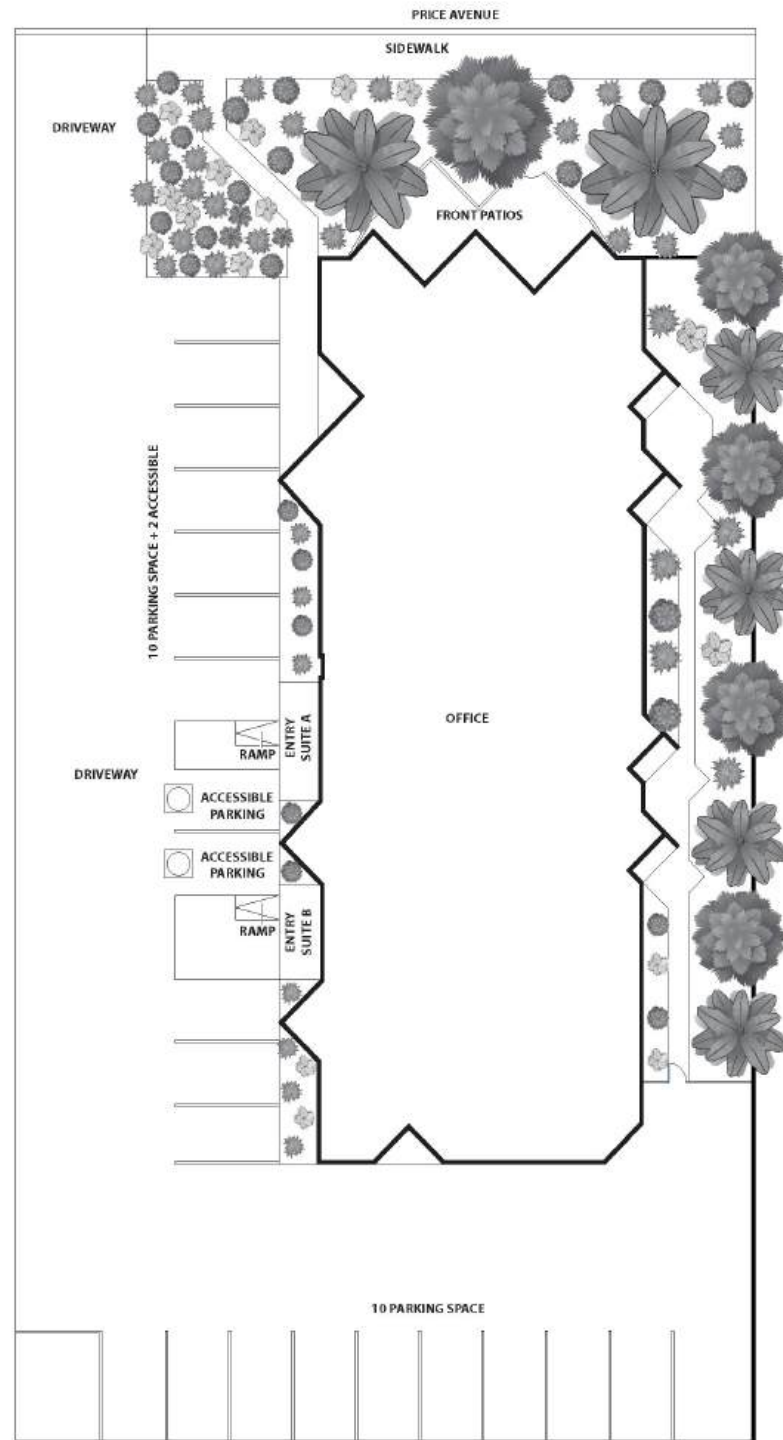 PRICE AVENUE
SIDEWALK
DRIVEWAY
FRONT PATIOS
10 PARKING SPACE + 2 ACCESSIBLE
OFFICE
ENTRY
SUITE A
RAMP
DRIVEWAY
ACCESSIBLE
PARKING
ACCESSIBLE
PARKING
ENTRY
SUITE B
RAMP
10 PARKING SPACE